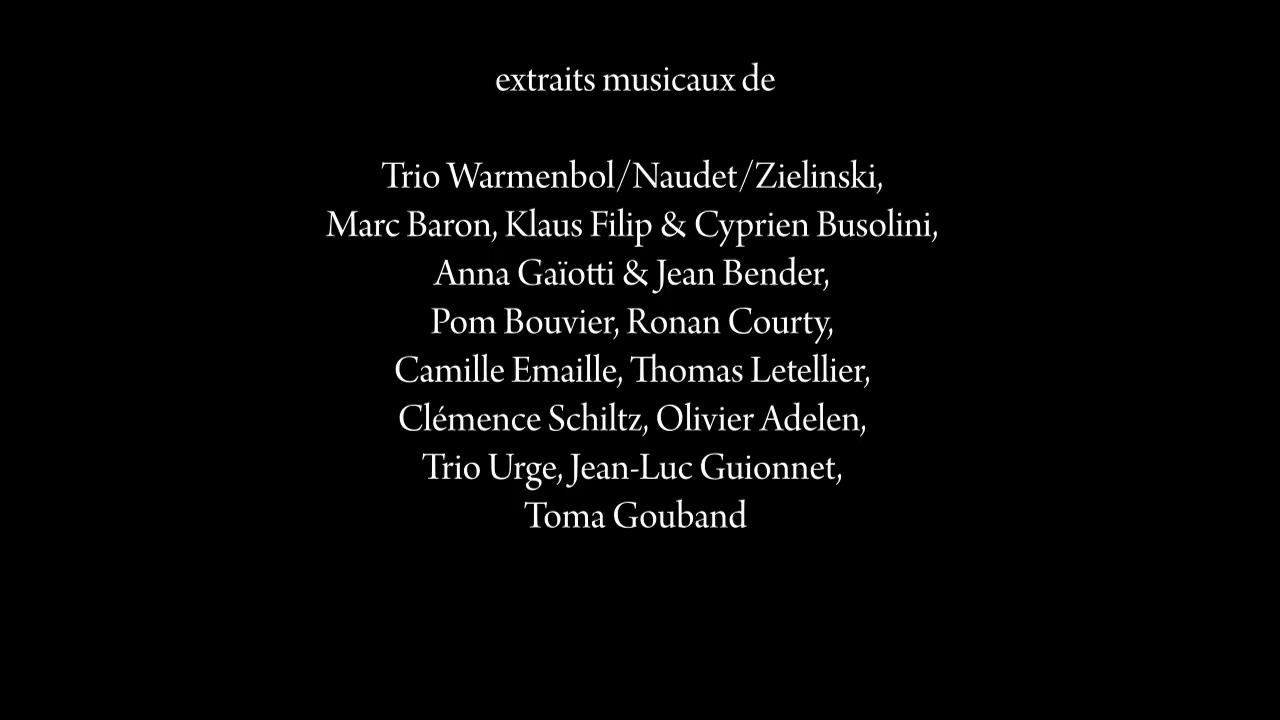 extraits musicaux de
Trio Warmenbol/Naudet/Zielinski,
Marc Baron, Klaus Filip & Cyprien Busolini,
Anna Gaïotti & Jean Bender,
Pom Bouvier, Ronan Courty,
Camille Emaille, Thomas Letellier,
Clémence Schiltz, Olivier Adelen,
Trio Urge, Jean-Luc Guionnet,
Toma Gouband